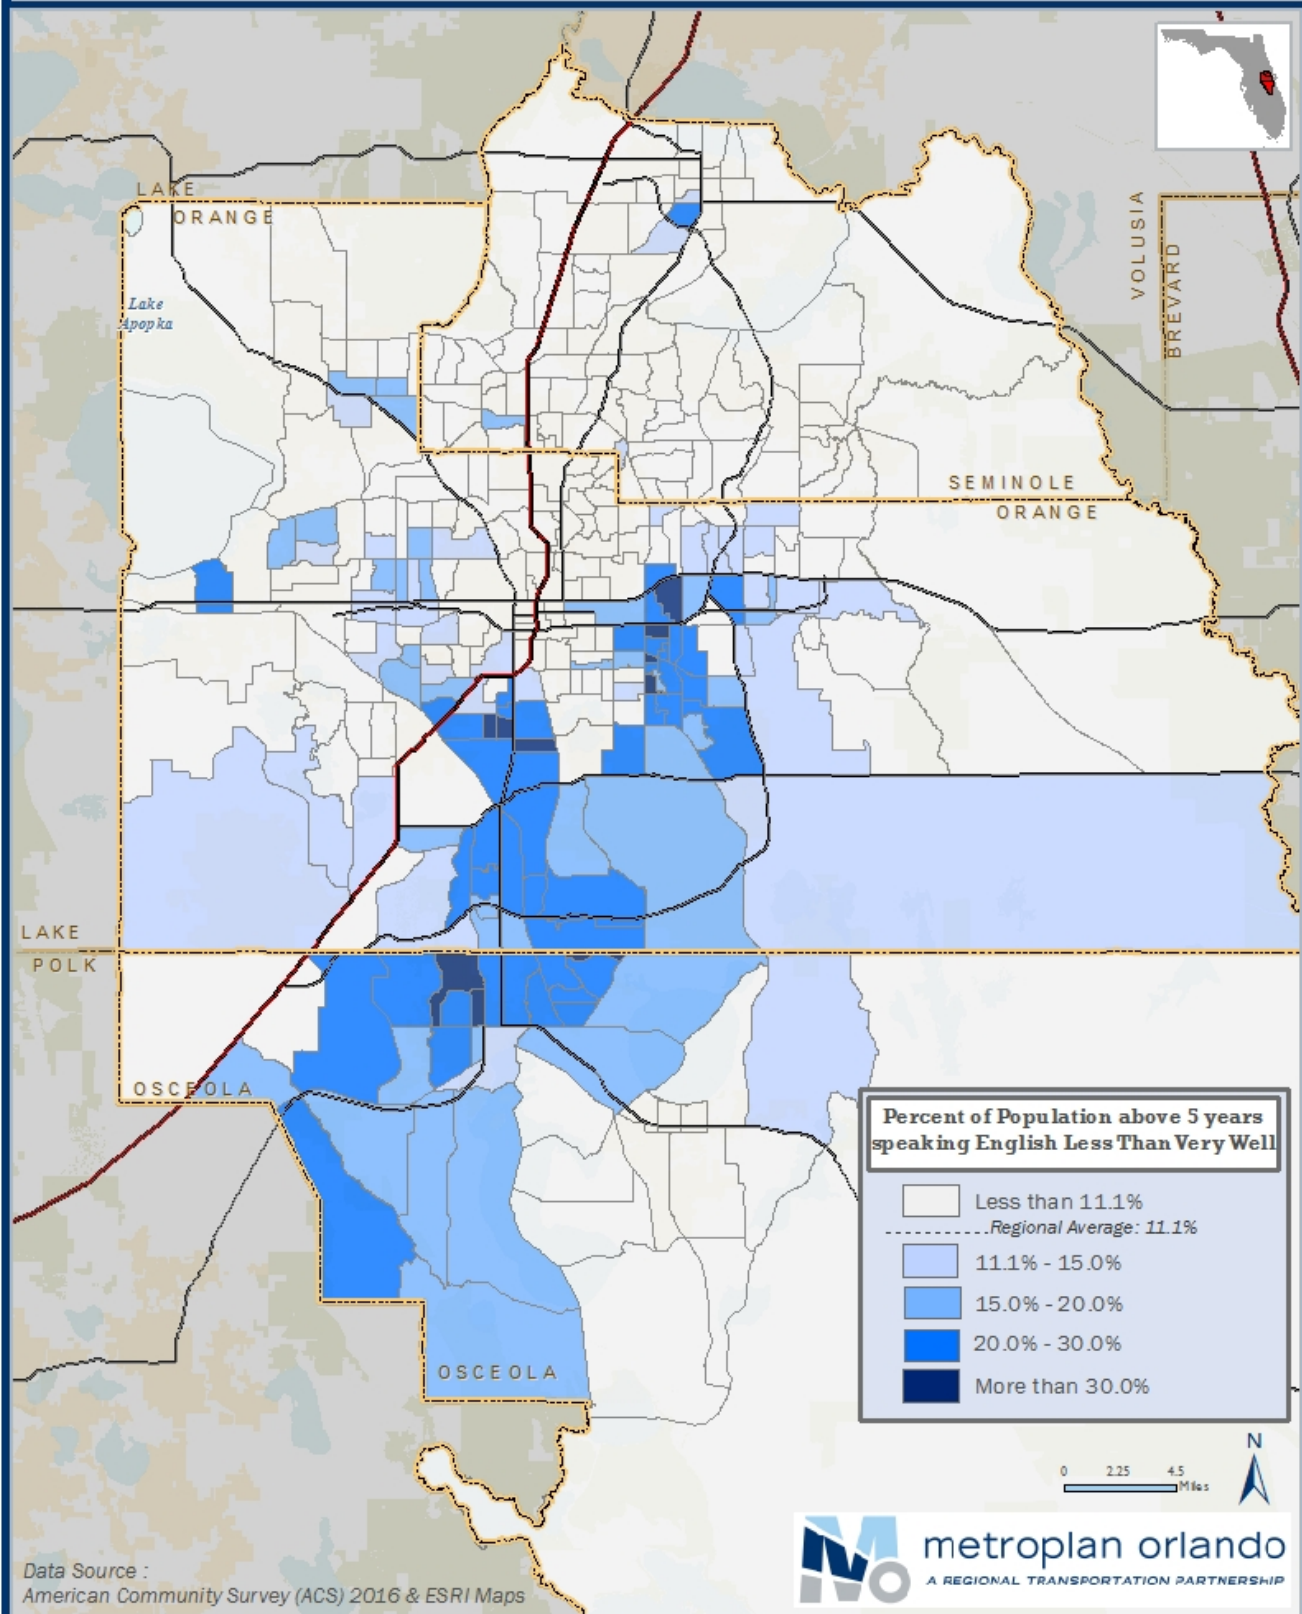 LAKE
ORANGE
VOLUSIA
BREVARD
Lake
Apopka
SEMINOLE
ORANGE
LAKE
POLK
OSCEOLA
Percent of Population above 5 years
speaking English Less Than Very Well
Less than 11.1%
Regional Average: 11.1%
11.1% - 15.0%
15.0% - 20.0%
20.0% - 30.0%
More than 30.0%
OSCEOLA
N
0 2.25 4.5
Miles
metroplan orlando
A REGIONAL TRANSPORTATION PARTNERSHIP
Data Source :
American Community Survey (ACS) 2016 & ESRI Maps